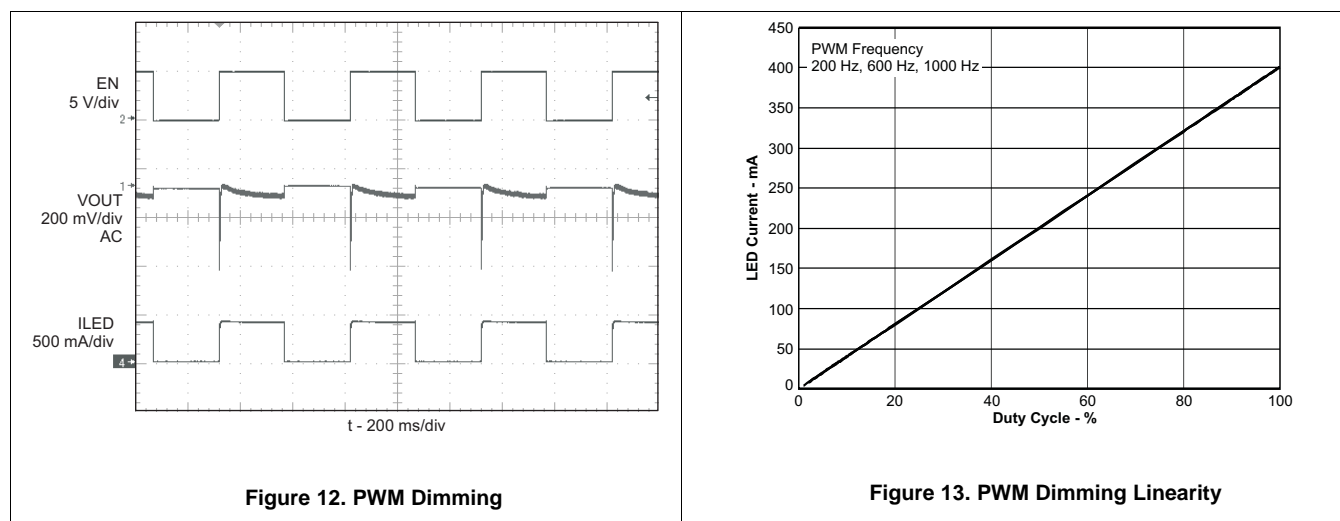 EN
5 V/div
2
1
VOUT
200 mV/div
AC
ILED
500 mA/div
4
t - 200 ms/div
Figure 12. PWM Dimming
450
400
350
300
250
200
150
100
50
0
LED Current - mA
PWM Frequency
200 Hz, 600 Hz, 1000 Hz
0 20 40 60 80 100
Duty Cycle - %
Figure 13. PWM Dimming Linearity